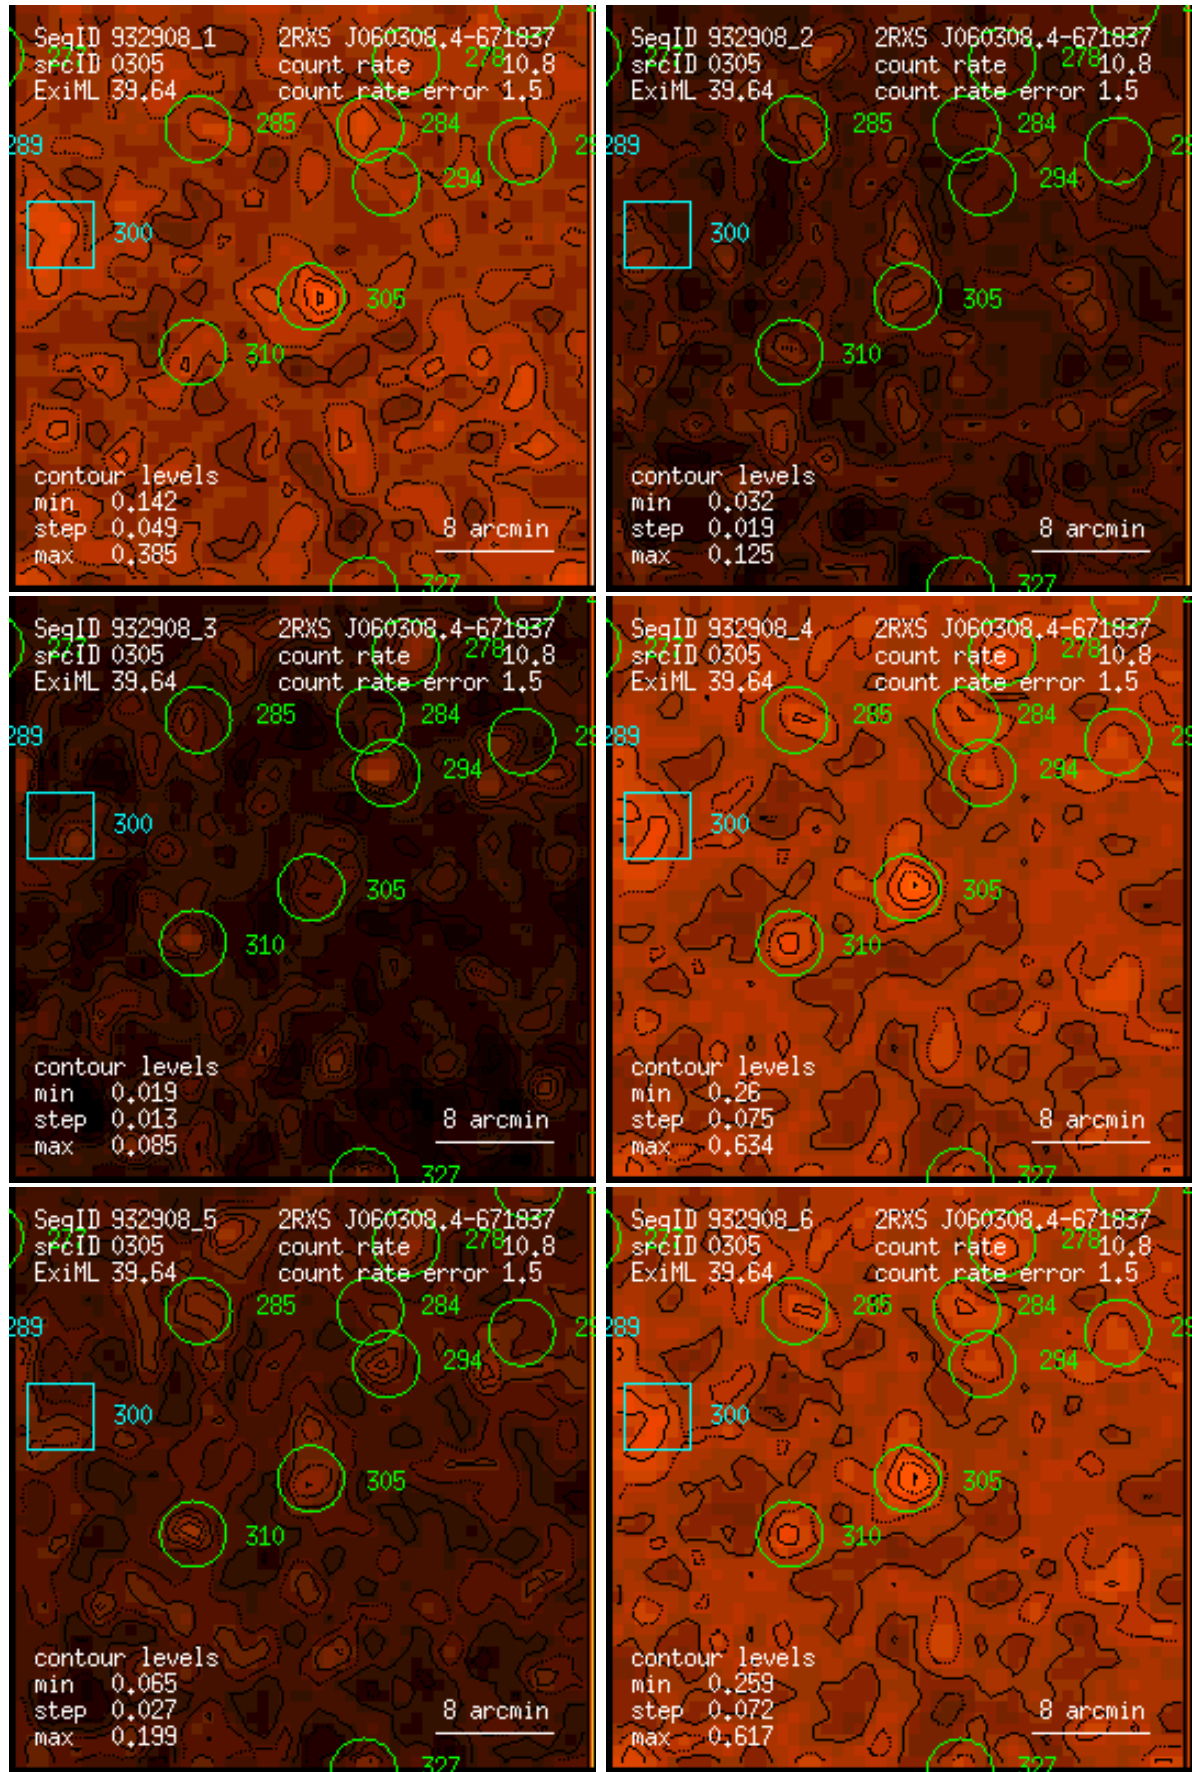 SeqID 932908_1 2RXS J060308.4-671837
srcID 0305 count rate 10.8
ExiML 39.64 count rate error 1.5
277
278
285
284
289
294
300
305
310
contour levels
min 0.142
step 0.049
max 0.385
8 arcmin
327
SeqID 932908_2 2RXS J060308.4-671837
srcID 0305 count rate 10.8
ExiML 39.64 count rate error 1.5
277
278
285
284
289
294
300
305
310
contour levels
min 0.032
step 0.019
max 0.125
8 arcmin
327
SeqID 932908_3 2RXS J060308.4-671837
srcID 0305 count rate 10.8
ExiML 39.64 count rate error 1.5
277
278
285
284
289
294
300
305
310
contour levels
min 0.019
step 0.013
max 0.085
8 arcmin
327
SeqID 932908_4 2RXS J060308.4-671837
srcID 0305 count rate 10.8
ExiML 39.64 count rate error 1.5
277
278
285
284
289
294
300
305
310
contour levels
min 0.26
step 0.075
max 0.634
8 arcmin
327
SeqID 932908_5 2RXS J060308.4-671837
srcID 0305 count rate 10.8
ExiML 39.64 count rate error 1.5
277
278
285
284
289
294
300
305
310
contour levels
min 0.065
step 0.027
max 0.199
8 arcmin
327
SeqID 932908_6 2RXS J060308.4-671837
srcID 0305 count rate 10.8
ExiML 39.64 count rate error 1.5
277
278
285
284
289
294
300
305
310
contour levels
min 0.259
step 0.072
max 0.617
8 arcmin
327